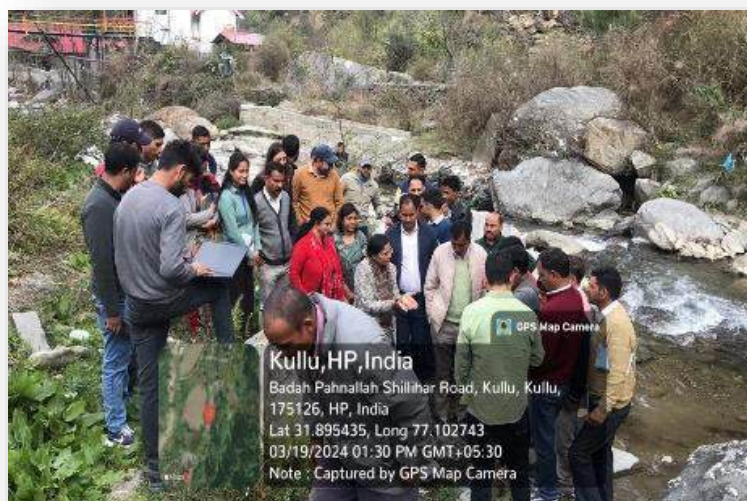 GPS Map Camera
Kullu,HP,India
Badah Pahnallah Shillihar Road, Kullu, Kullu,
175126, HP, India
Lat 31.895435, Long 77.102743
03/19/2024 01:30 PM GMT+05:30
Note : Captured by GPS Map Camera